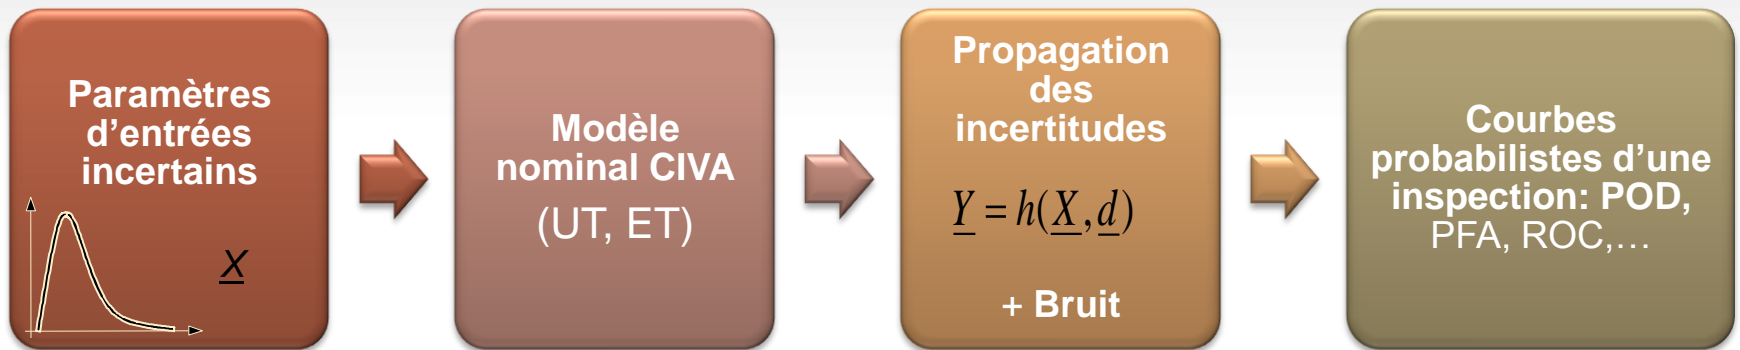 Paramètres
d’entrées
incertains
X
Modèle
nominal CIVA
(UT, ET)
Propagation
des
incertitudes
Y = h(X,d)
+ Bruit
Courbes
probabilistes d’une
inspection: POD,
PFA, ROC,…